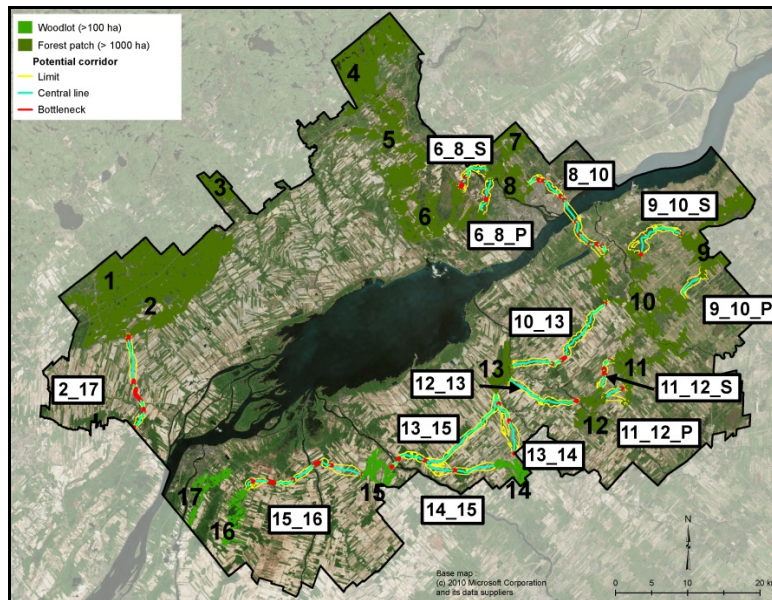 Woodlot (>100 ha)
Forest patch (> 1000 ha)
Potential corridor
Limit
Central line
Bottleneck
4
5
6_8_S
7
8_10
3
8
9_10_S
6
6_8_P
9
1
2
10
9_10_P
10_13
2_17
13
11
12_13
11_12_S
12
11_12_P
13_15
13_14
17
15
14
16
15_16
14_15
N
Base map :
(c) 2010 Microsoft Corporation
and its data suppliers
0 5 10 20 km